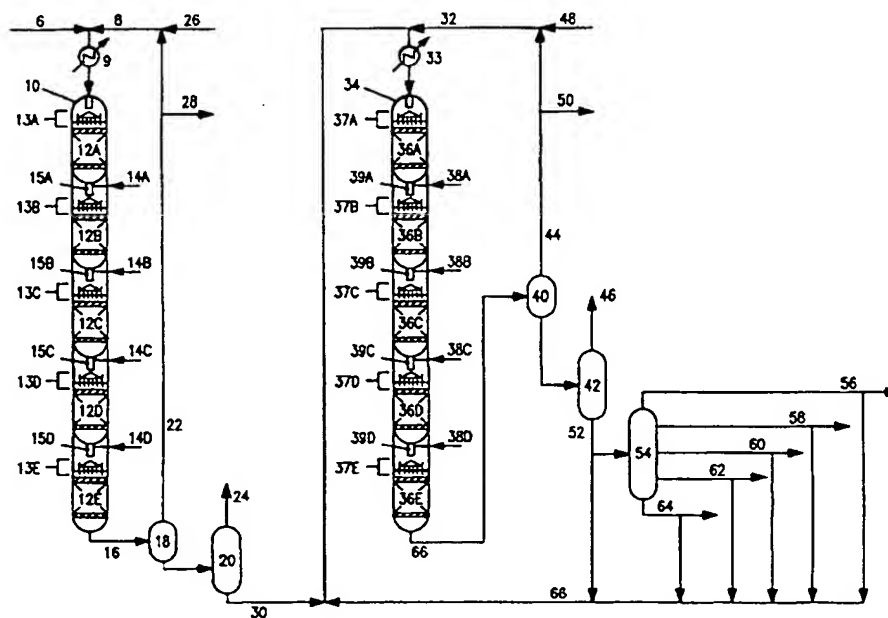 6 8 26 32 48
9 33
10 34
28 50
13A 37A
12A 36A
15A 14A 39A 38A
13B 37B
12B 36B 44
15B 14B 39B 38B
13C 37C 40 46
12C 36C
15C 14C 39C 38C
13D 37D 42 56
12D 22 36D 58
15D 14D 39D 38D 52 54 60
13E 37E 62
12E 24 36E
64
16 18 20 66
30 66